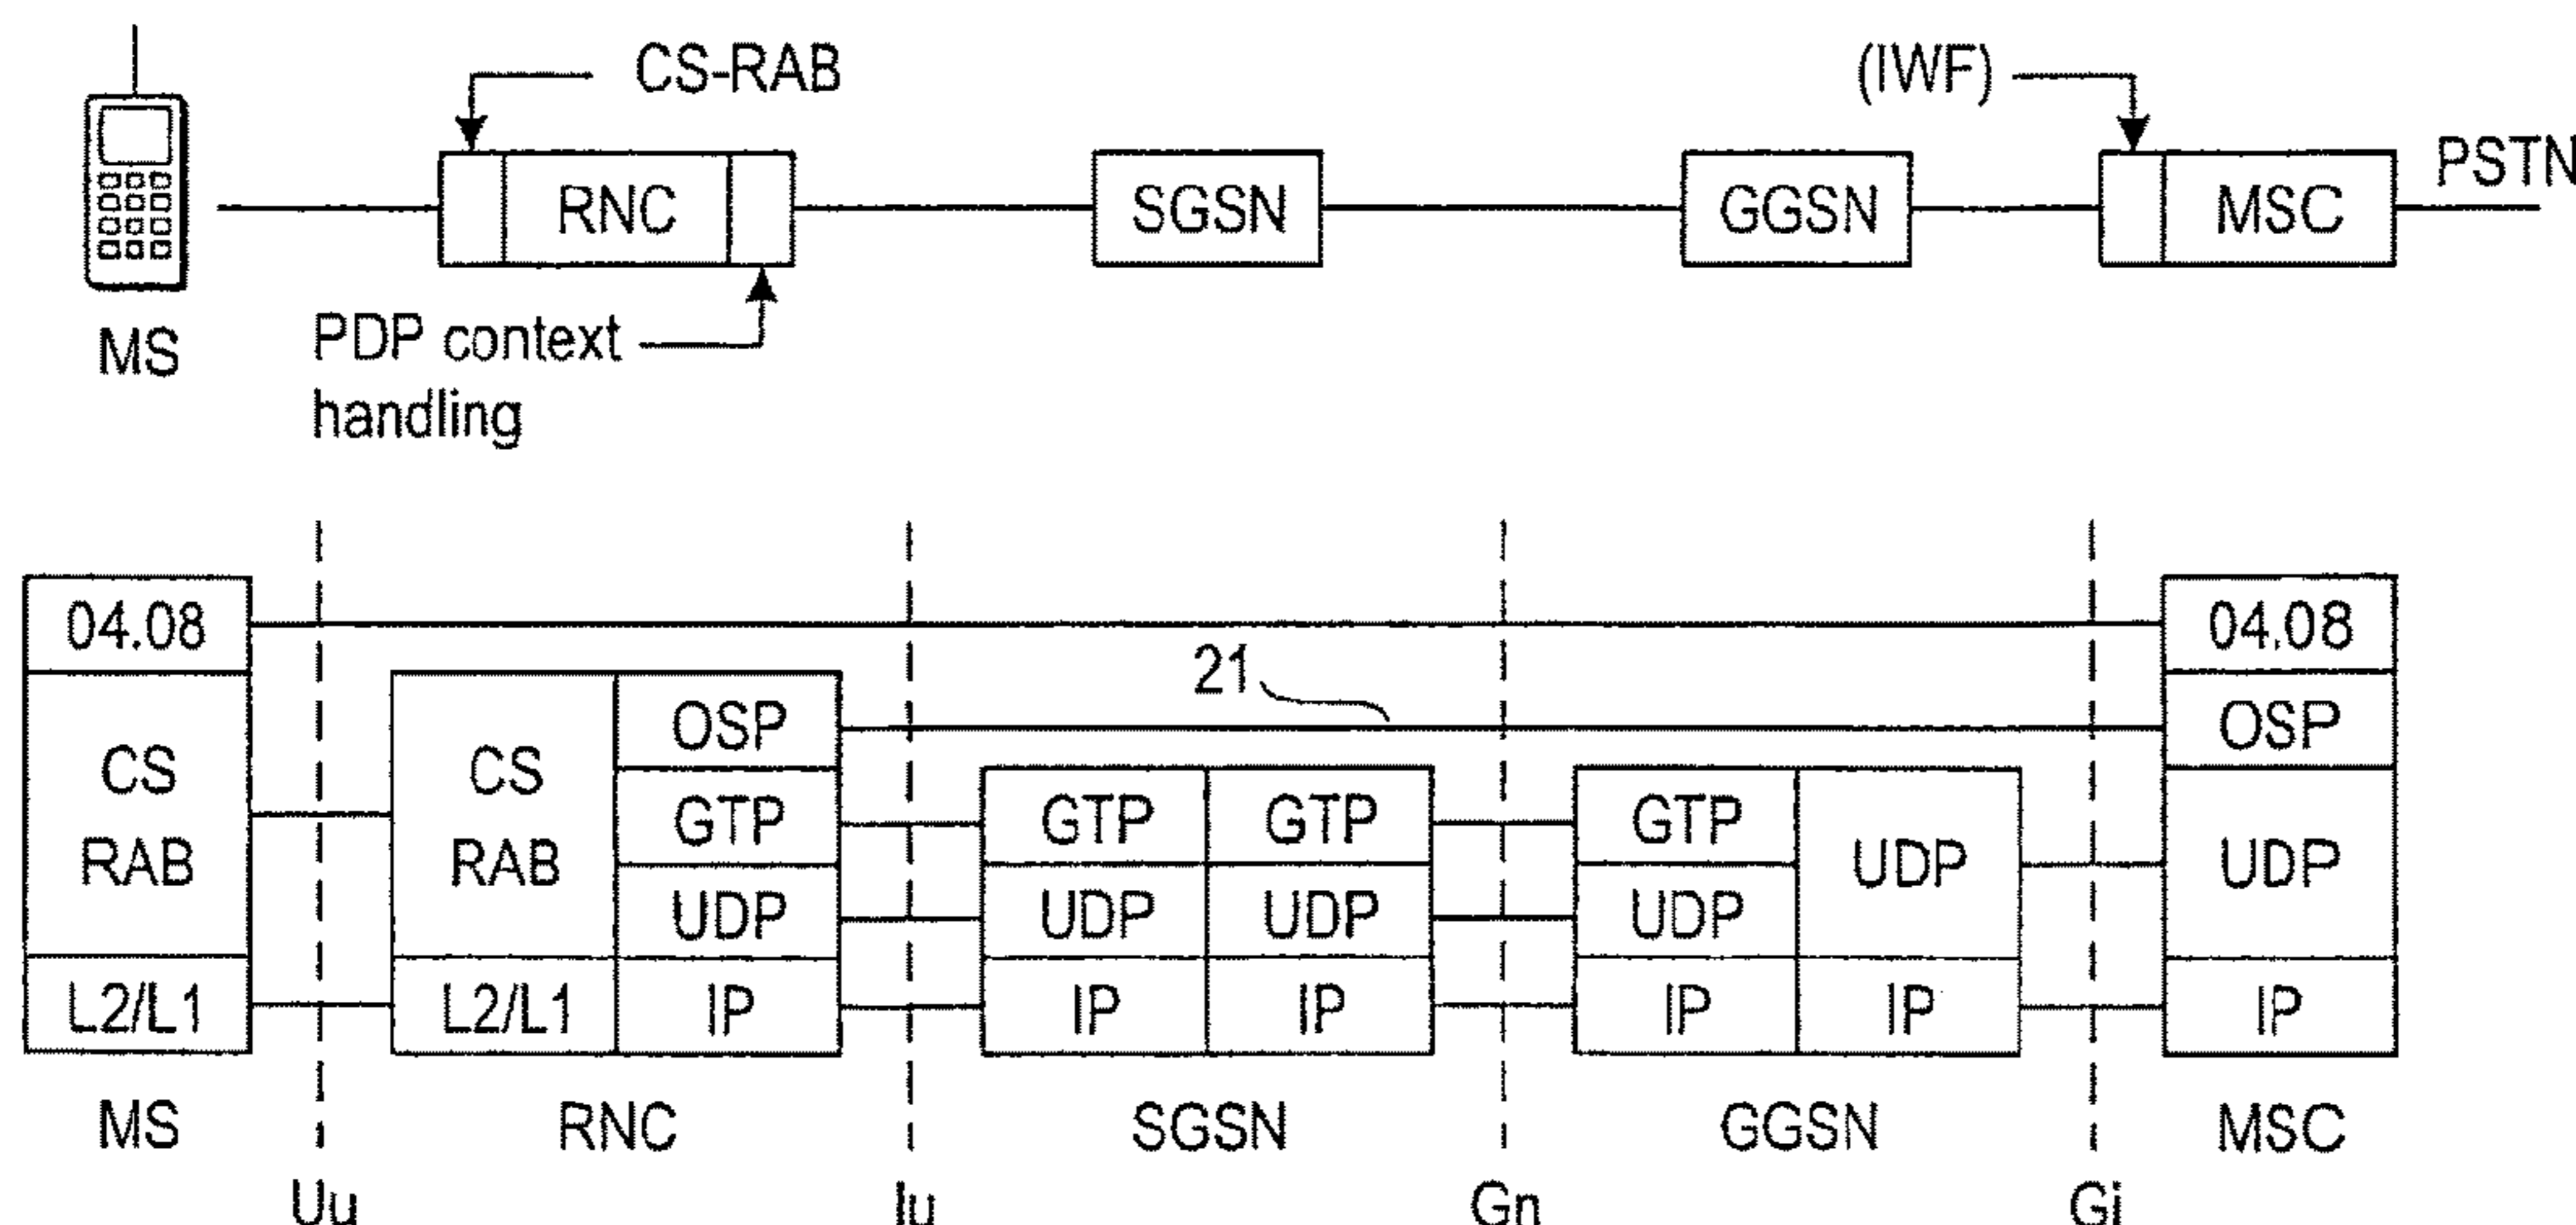 CS-RAB
(IWF)
PSTN
RNC
SGSN
GGSN
MSC
MS
PDP context
handling
04.08
04.08
21
OSP
OSP
CS
RAB
CS
RAB
GTP
GTP
GTP
GTP
UDP
UDP
UDP
UDP
UDP
UDP
L2/L1
L2/L1
IP
IP
IP
IP
IP
IP
MS
RNC
SGSN
GGSN
MSC
Uu
Iu
Gn
Gi